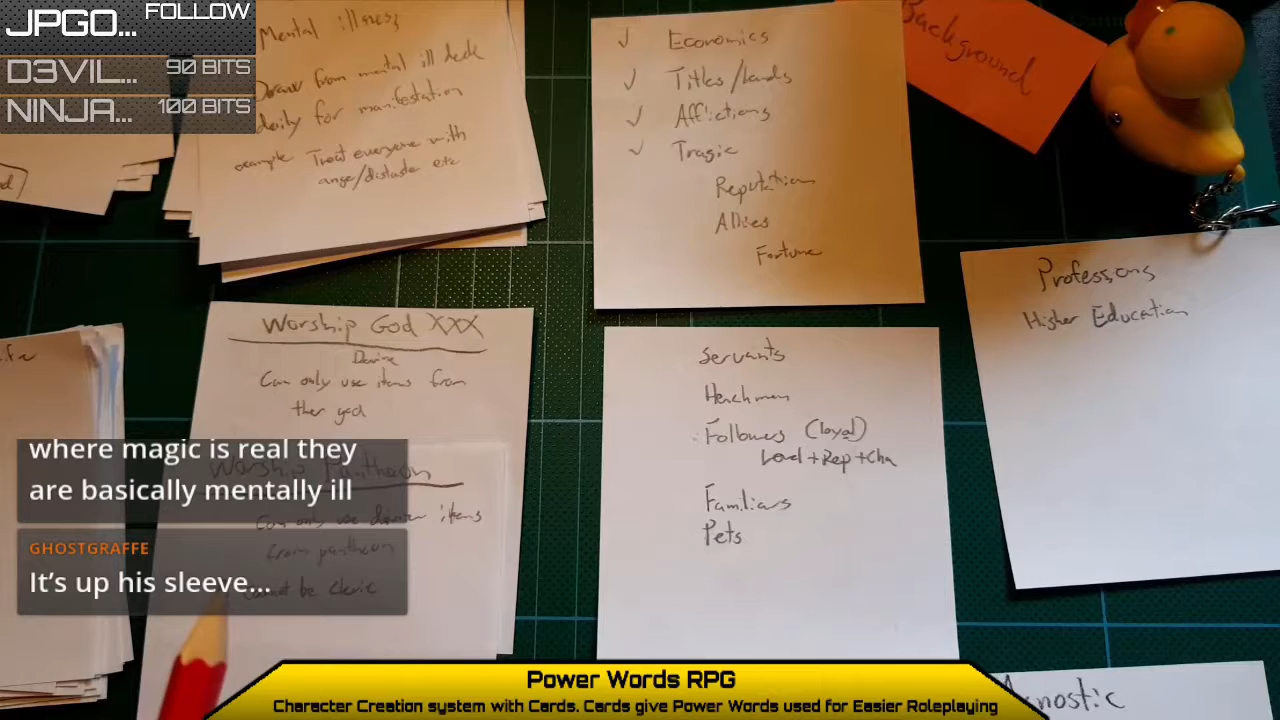 JPGO... FOLLOW
D3VIL... 90 BITS
NINJA... 100 BITS
Mental illness
Draw from mental ill deck
daily for manifestation
example Treat everyone with
anger/distaste etc
✓ Economics
✓ Titles/Lands
✓ Afflictions
✓ Tragic
Reputation
Allies
Fortune
Background
Professions
Higher Education
Worship God XXX
Can only use items from
ther god
Worship Pantheon
Can only use items
from pantheon
Cannot be cleric
where magic is real they
are basically mentally ill
GHOSTGRAFFE
It's up his sleeve...
Servants
Henchmen
Followers (loyal)
Level+Rep+Cha
Familiars
Pets
Agnostic
Power Words RPG
Character Creation system with Cards. Cards give Power Words used for Easier Roleplaying